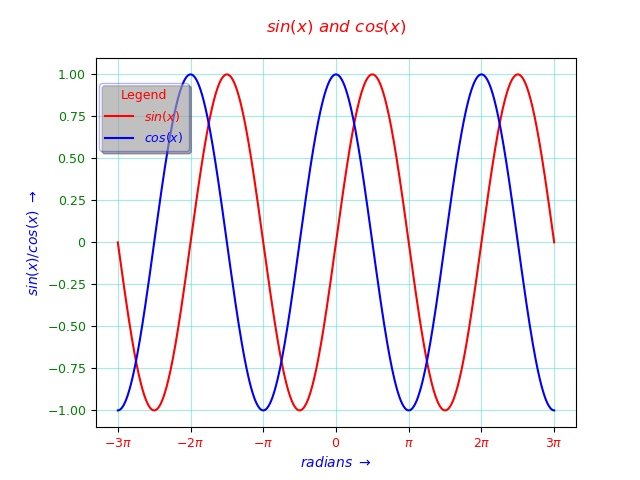 sin(x) and cos(x)
Legend
sin(x)
cos(x)
1.00
0.75
0.50
0.25
0
−0.25
−0.50
−0.75
−1.00
sin(x)/cos(x) →
−3π −2π −π 0 π 2π 3π
radians →